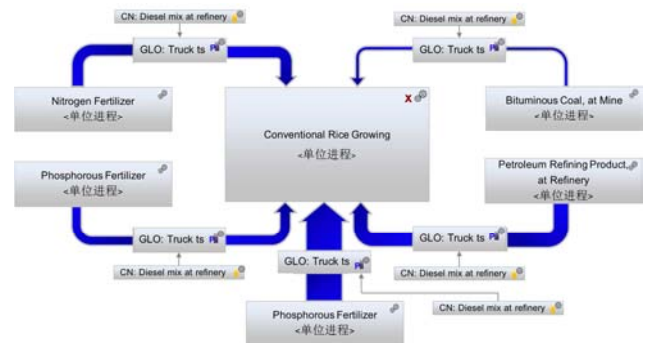 CN: Diesel mix at refinery
CN: Diesel mix at refinery
GLO: Truck ts
GLO: Truck ts
Nitrogen Fertilizer
<单位进程>
Conventional Rice Growing
<单位进程>
X
Bituminous Coal, at Mine
<单位进程>
Phosphorous Fertilizer
<单位进程>
Petroleum Refining Product,
at Refinery
<单位进程>
GLO: Truck ts
GLO: Truck ts
GLO: Truck ts
CN: Diesel mix at refinery
CN: Diesel mix at refinery
CN: Diesel mix at refinery
Phosphorous Fertilizer
<单位进程>